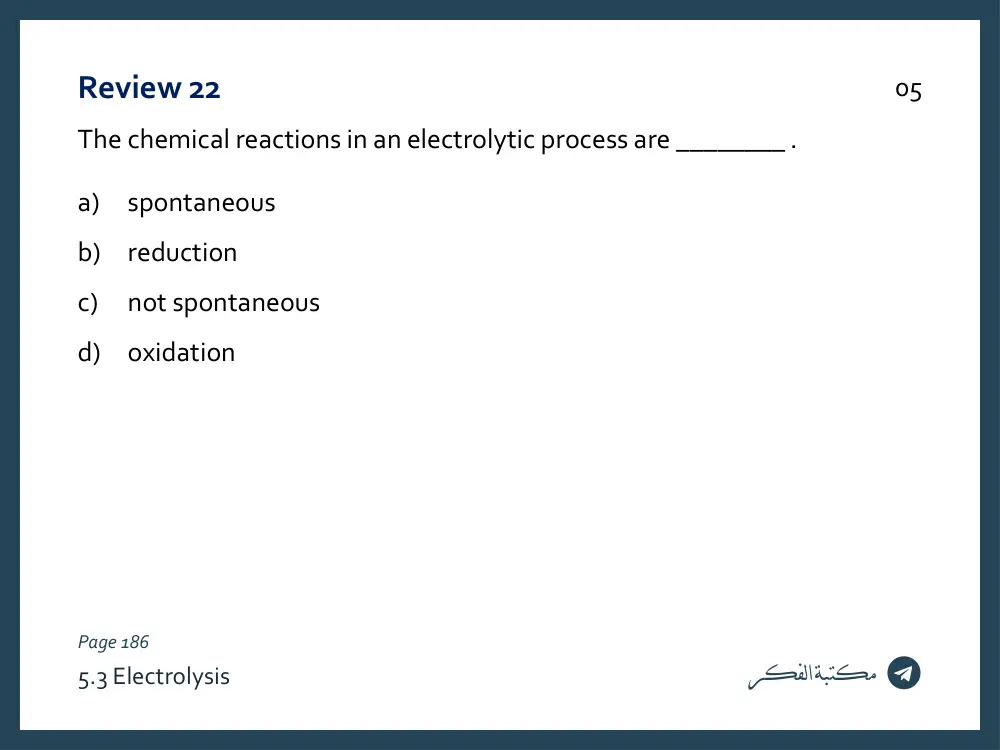 Review 22
05
The chemical reactions in an electrolytic process are ________ .
a) spontaneous
b) reduction
c) not spontaneous
d) oxidation
Page 186
5.3 Electrolysis
مكتبة الفكر